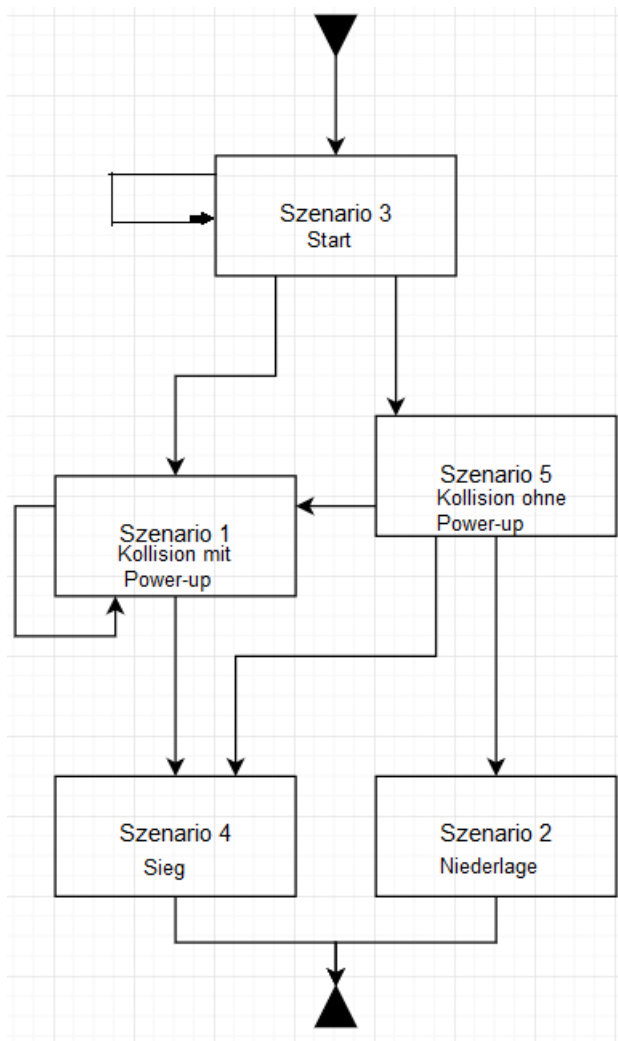 Szenario 3
Start
Szenario 5
Kollision ohne
Power-up
Szenario 1
Kollision mit
Power-up
Szenario 4
Sieg
Szenario 2
Niederlage